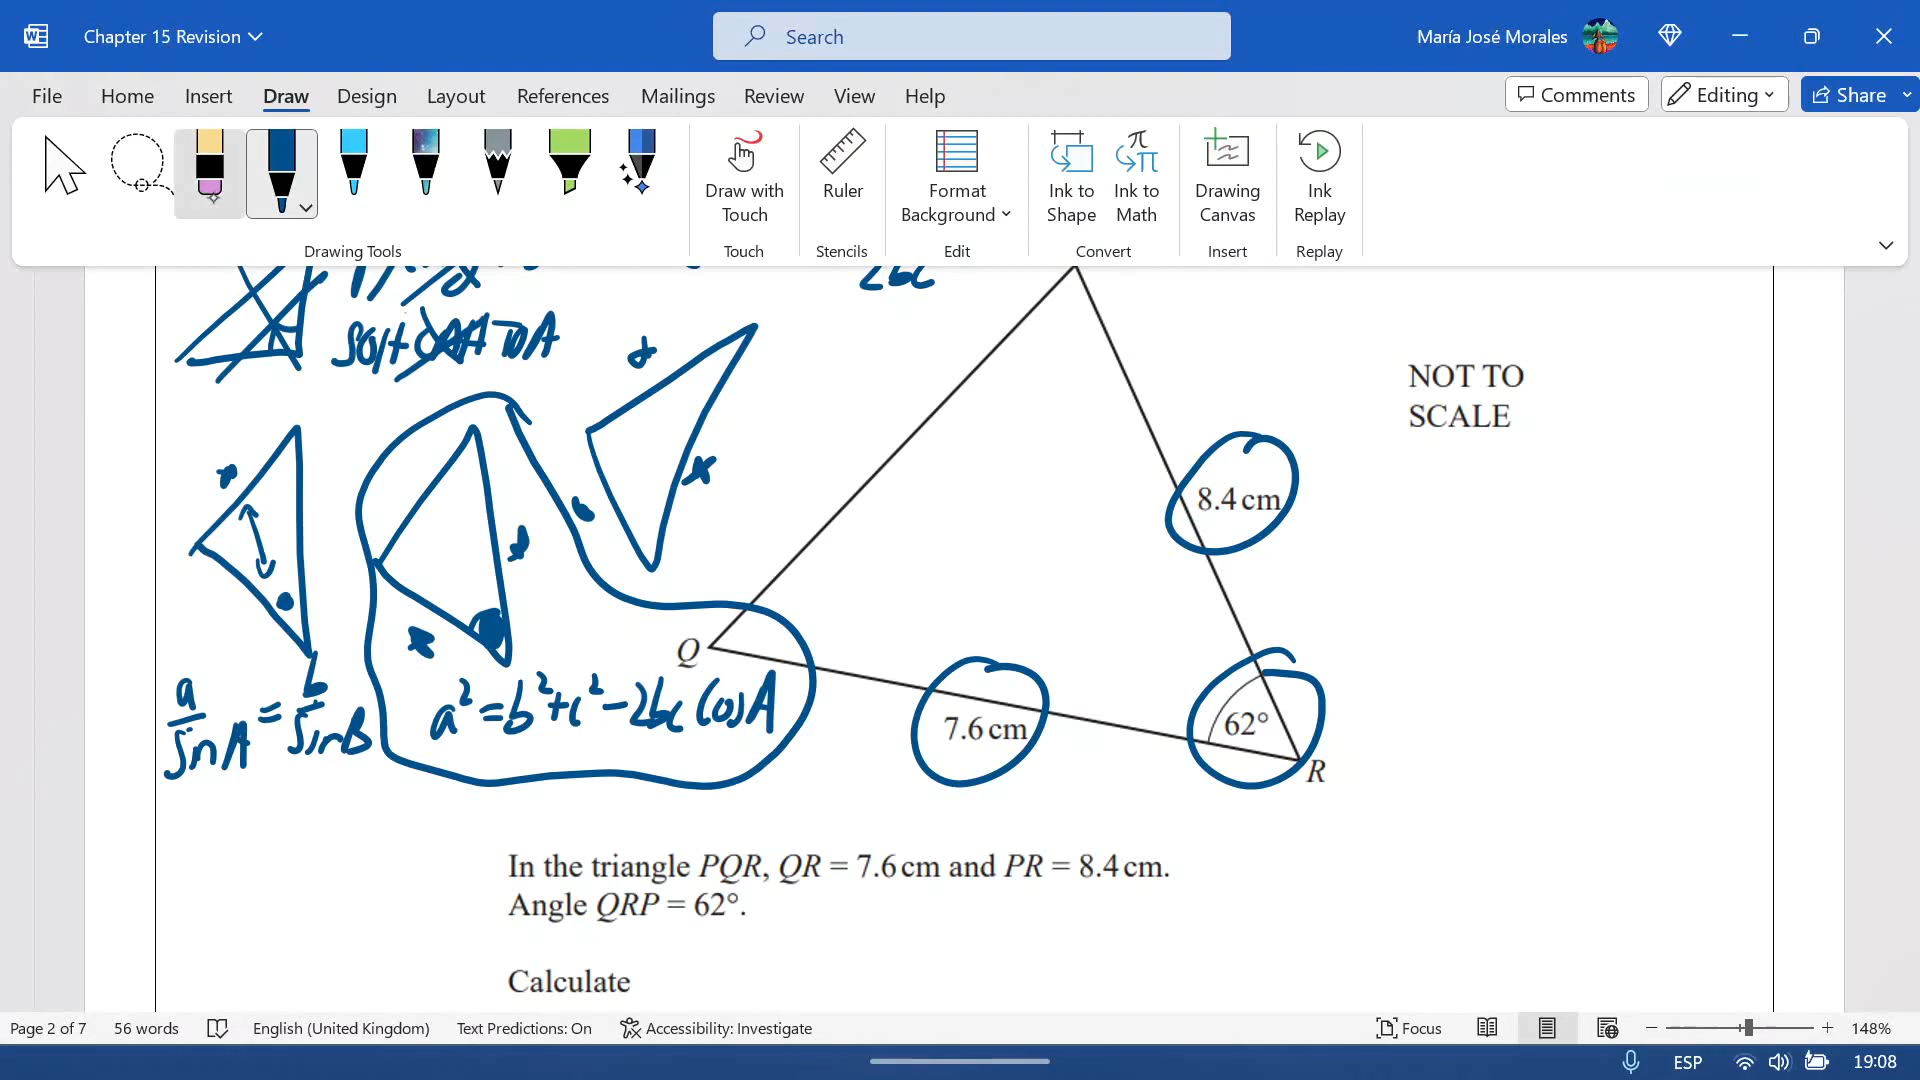 Chapter 15 Revision
Search
María José Morales
File Home Insert Draw Design Layout References Mailings Review View Help
Comments Editing Share
Draw with Touch
Ruler
Format Background
Ink to Shape
Ink to Math
Drawing Canvas
Ink Replay
Drawing Tools Touch Stencils Edit Convert Insert Replay
2bc
SOH CAH TOA
NOT TO
SCALE
8.4 cm
Q
a/sinA = b/sinB
a² = b² + c² − 2bc CosA
7.6 cm
62°
R
In the triangle PQR, QR = 7.6 cm and PR = 8.4 cm.
Angle QRP = 62°.
Calculate
Page 2 of 7 56 words English (United Kingdom) Text Predictions: On Accessibility: Investigate Focus 148%
ESP 19:08